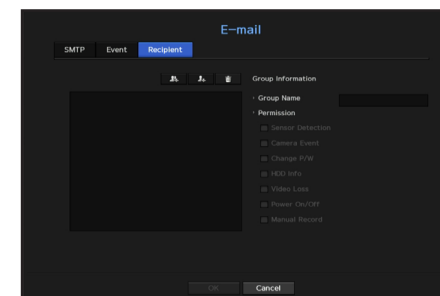 E-mail
SMTP Event Recipient
Group Information
· Group Name
· Permission
Sensor Detection
Camera Event
Change P/W
HDD Info
Video Loss
Power On/Off
Manual Record
OK Cancel